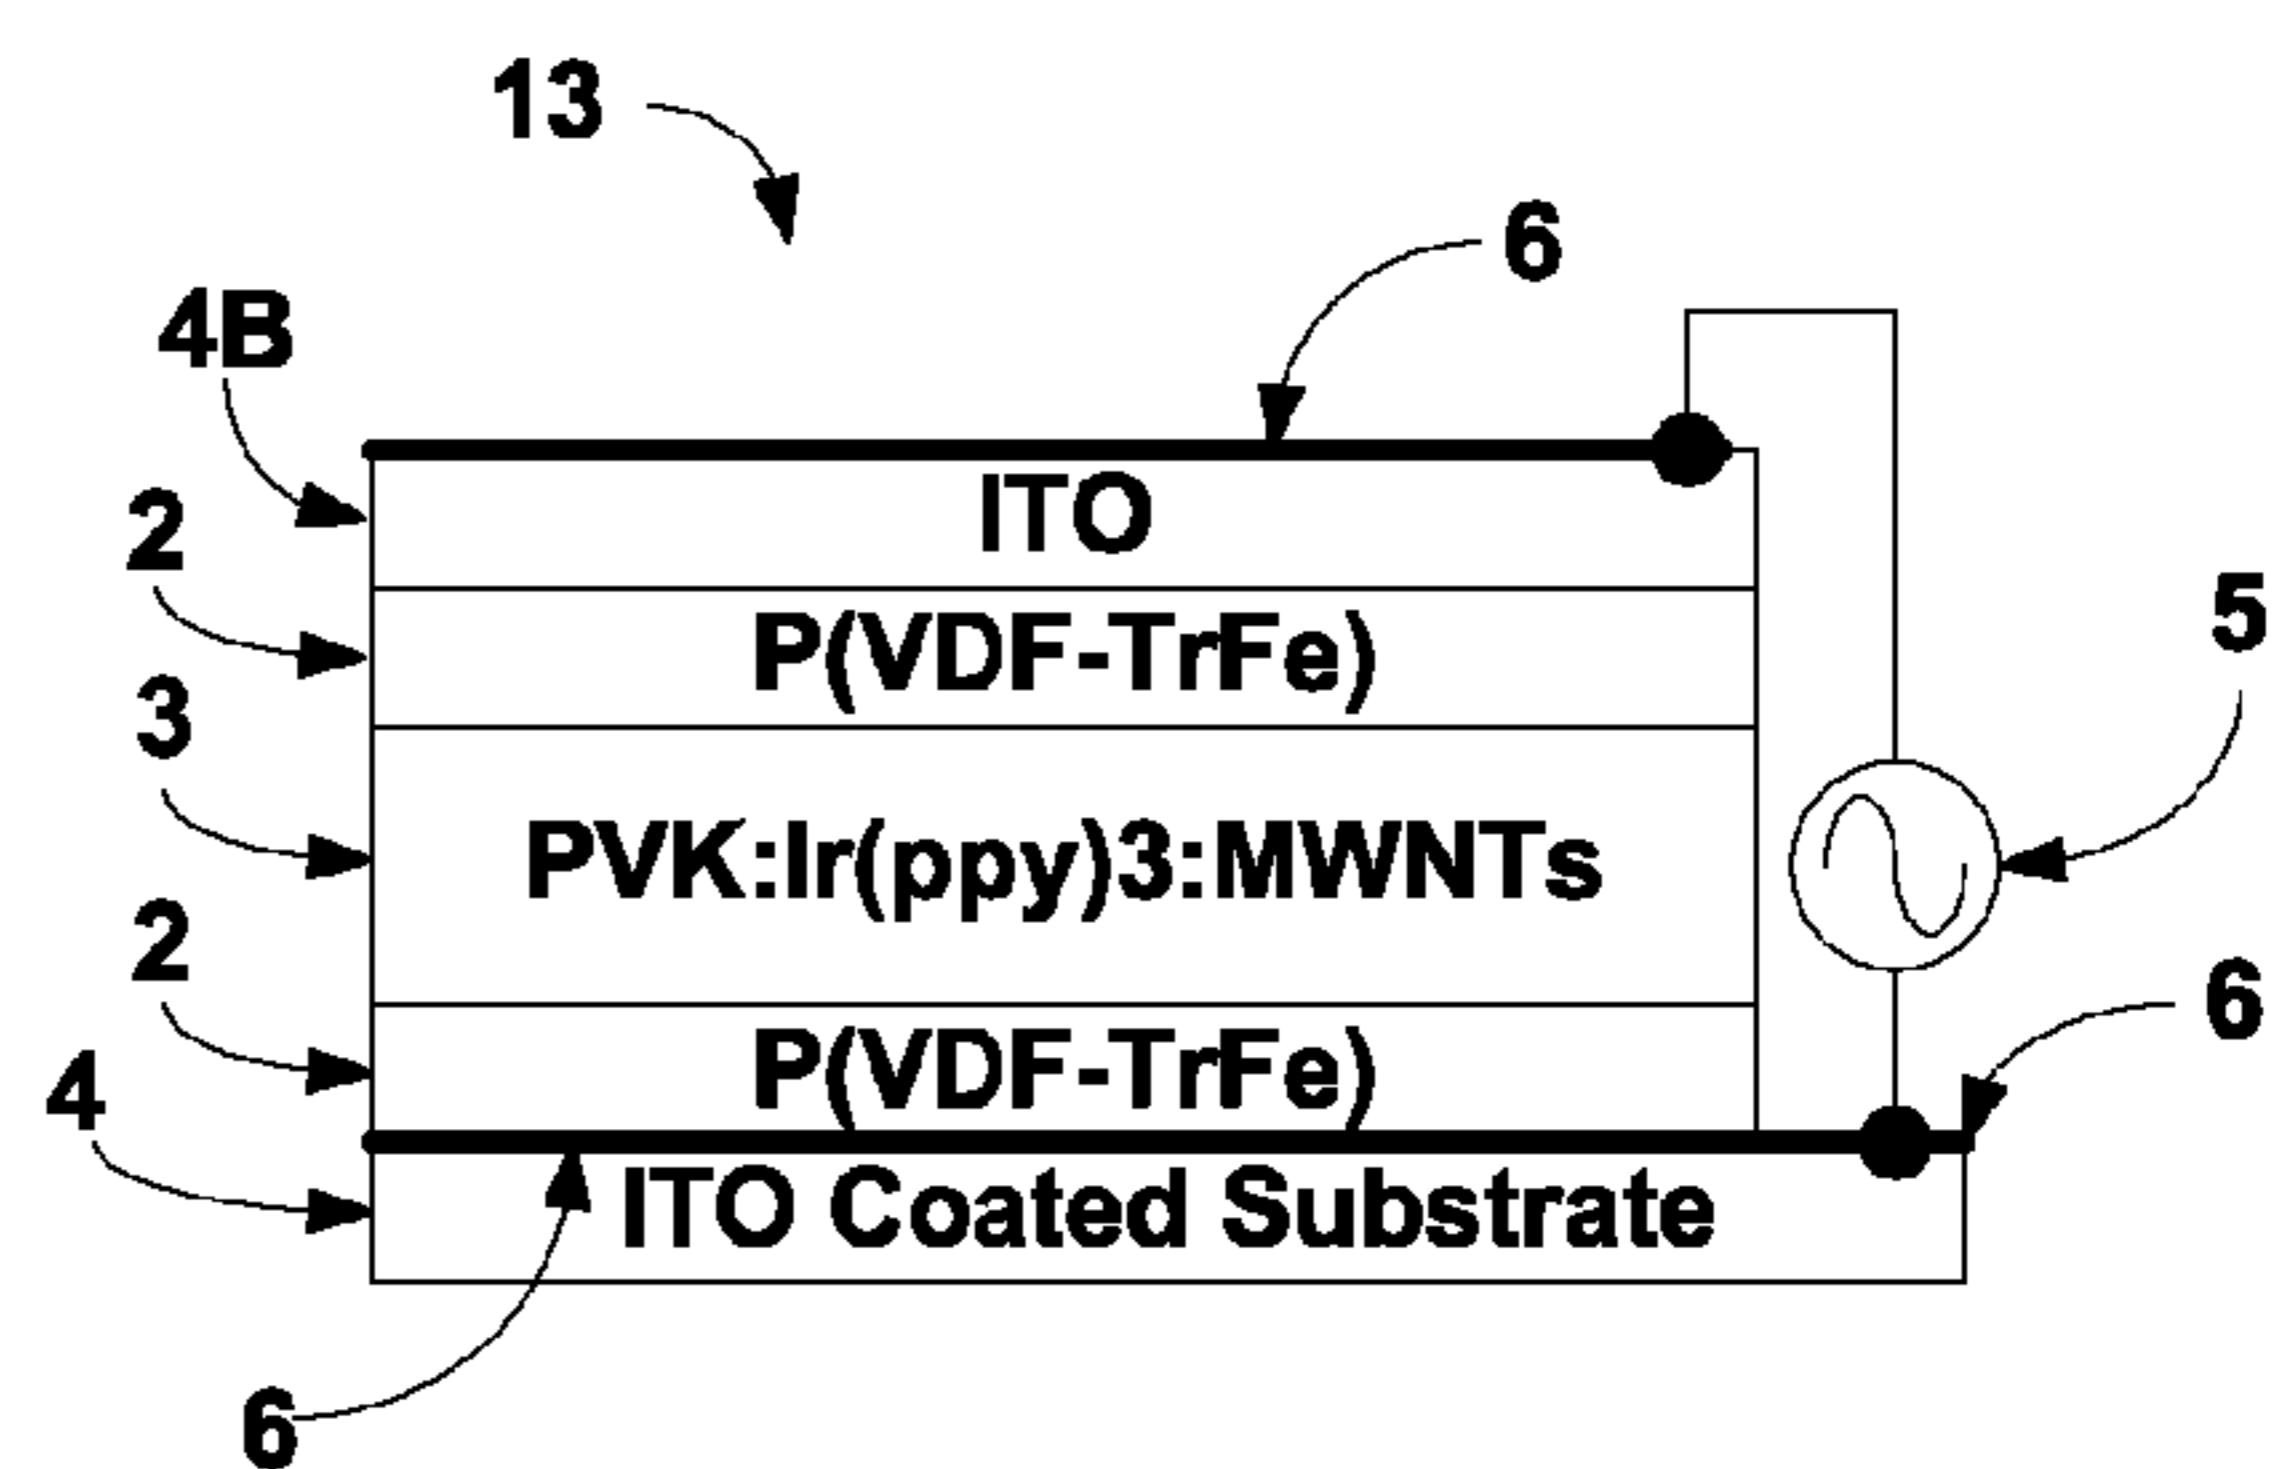 13
6
4B
ITO
2
P(VDF-TrFe)
5
3
PVK:Ir(ppy)3:MWNTs
2
6
P(VDF-TrFe)
4
ITO Coated Substrate
6